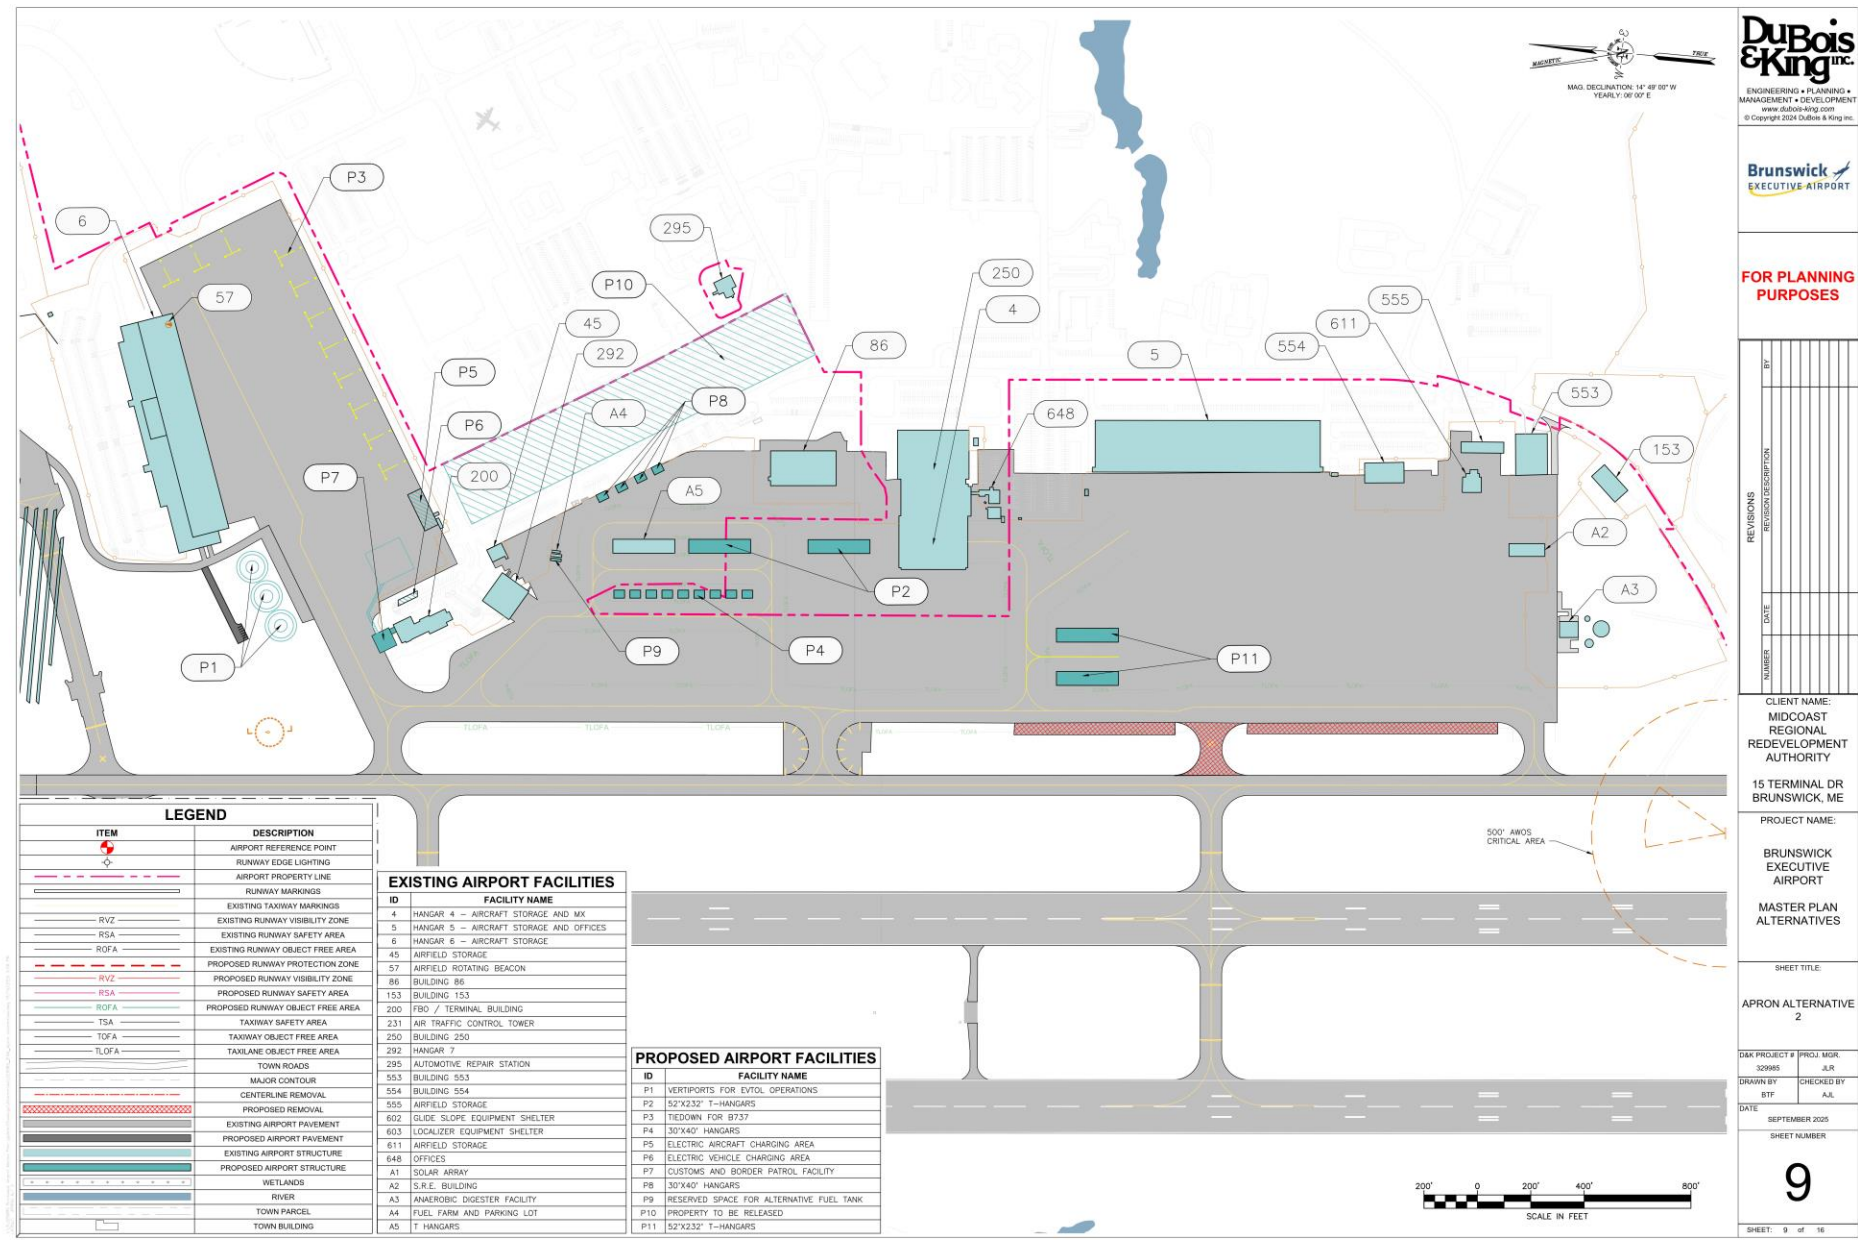 P3
6
57
295
P10
250
4
45
292
86
P5
A4
P8
P6
200
P7
A5
648
5
554
611
555
553
153
A2
A3
P2
P1
P9
P4
P11
TLOFA
TLOFA
TLOFA
TLOFA
MAGNETIC
TRUE
MAG. DECLINATION: 14° 49' 00" W
YEARLY: 06' 00" E
500' AWOS
CRITICAL AREA
200' 0 200' 400' 800'
SCALE IN FEET
LEGEND
ITEM DESCRIPTION
AIRPORT REFERENCE POINT
RUNWAY EDGE LIGHTING
AIRPORT PROPERTY LINE
RUNWAY MARKINGS
EXISTING TAXIWAY MARKINGS
RVZ EXISTING RUNWAY VISIBILITY ZONE
RSA EXISTING RUNWAY SAFETY AREA
ROFA EXISTING RUNWAY OBJECT FREE AREA
PROPOSED RUNWAY PROTECTION ZONE
RVZ PROPOSED RUNWAY VISIBILITY ZONE
RSA PROPOSED RUNWAY SAFETY AREA
ROFA PROPOSED RUNWAY OBJECT FREE AREA
TSA TAXIWAY SAFETY AREA
TOFA TAXIWAY OBJECT FREE AREA
TLOFA TAXILANE OBJECT FREE AREA
TOWN ROADS
MAJOR CONTOUR
CENTERLINE REMOVAL
PROPOSED REMOVAL
EXISTING AIRPORT PAVEMENT
PROPOSED AIRPORT PAVEMENT
EXISTING AIRPORT STRUCTURE
PROPOSED AIRPORT STRUCTURE
WETLANDS
RIVER
TOWN PARCEL
TOWN BUILDING
EXISTING AIRPORT FACILITIES
ID FACILITY NAME
4 HANGAR 4 – AIRCRAFT STORAGE AND MX
5 HANGAR 5 – AIRCRAFT STORAGE AND OFFICES
6 HANGAR 6 – AIRCRAFT STORAGE
45 AIRFIELD STORAGE
57 AIRFIELD ROTATING BEACON
86 BUILDING 86
153 BUILDING 153
200 FBO / TERMINAL BUILDING
231 AIR TRAFFIC CONTROL TOWER
250 BUILDING 250
292 HANGAR 7
295 AUTOMOTIVE REPAIR STATION
553 BUILDING 553
554 BUILDING 554
555 AIRFIELD STORAGE
602 GLIDE SLOPE EQUIPMENT SHELTER
603 LOCALIZER EQUIPMENT SHELTER
611 AIRFIELD STORAGE
648 OFFICES
A1 SOLAR ARRAY
A2 S.R.E. BUILDING
A3 ANAEROBIC DIGESTER FACILITY
A4 FUEL FARM AND PARKING LOT
A5 T HANGARS
PROPOSED AIRPORT FACILITIES
ID FACILITY NAME
P1 VERTIPORTS FOR EVTOL OPERATIONS
P2 52'X232' T–HANGARS
P3 TIEDOWN FOR B737
P4 30'X40' HANGARS
P5 ELECTRIC AIRCRAFT CHARGING AREA
P6 ELECTRIC VEHICLE CHARGING AREA
P7 CUSTOMS AND BORDER PATROL FACILITY
P8 30'X40' HANGARS
P9 RESERVED SPACE FOR ALTERNATIVE FUEL TANK
P10 PROPERTY TO BE RELEASED
P11 52'X232' T–HANGARS
DuBois
&King inc.
ENGINEERING • PLANNING •
MANAGEMENT • DEVELOPMENT
www.dubois-king.com
© Copyright 2024 DuBois & King inc.
Brunswick
EXECUTIVE AIRPORT
FOR PLANNING
PURPOSES
REVISIONS
NUMBER DATE REVISION DESCRIPTION BY
CLIENT NAME:
MIDCOAST
REGIONAL
REDEVELOPMENT
AUTHORITY
15 TERMINAL DR
BRUNSWICK, ME
PROJECT NAME:
BRUNSWICK
EXECUTIVE
AIRPORT
MASTER PLAN
ALTERNATIVES
SHEET TITLE:
APRON ALTERNATIVE
2
D&K PROJECT # PROJ. MGR.
329985 JLR
DRAWN BY CHECKED BY
BTF AJL
DATE
SEPTEMBER 2025
SHEET NUMBER
9
SHEET: 9 of 16